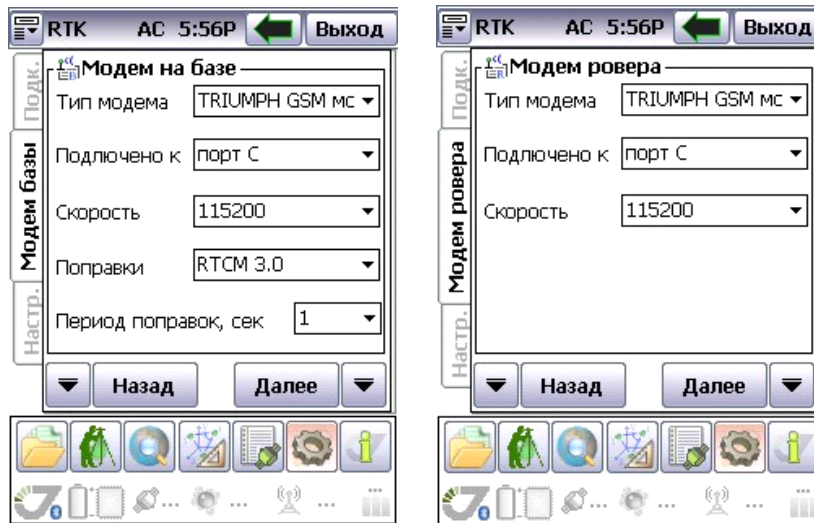 RTK AC 5:56P Выход
Подк.
Модем базы
Настр.
Модем на базе
Тип модема TRIUMPH GSM мс
Подлючено к порт C
Скорость 115200
Поправки RTCM 3.0
Период поправок, сек 1
Назад Далее
... ... ...
RTK AC 5:56P Выход
Подк.
Модем ровера
Настр.
Модем ровера
Тип модема TRIUMPH GSM мс
Подлючено к порт C
Скорость 115200
Назад Далее
... ... ...